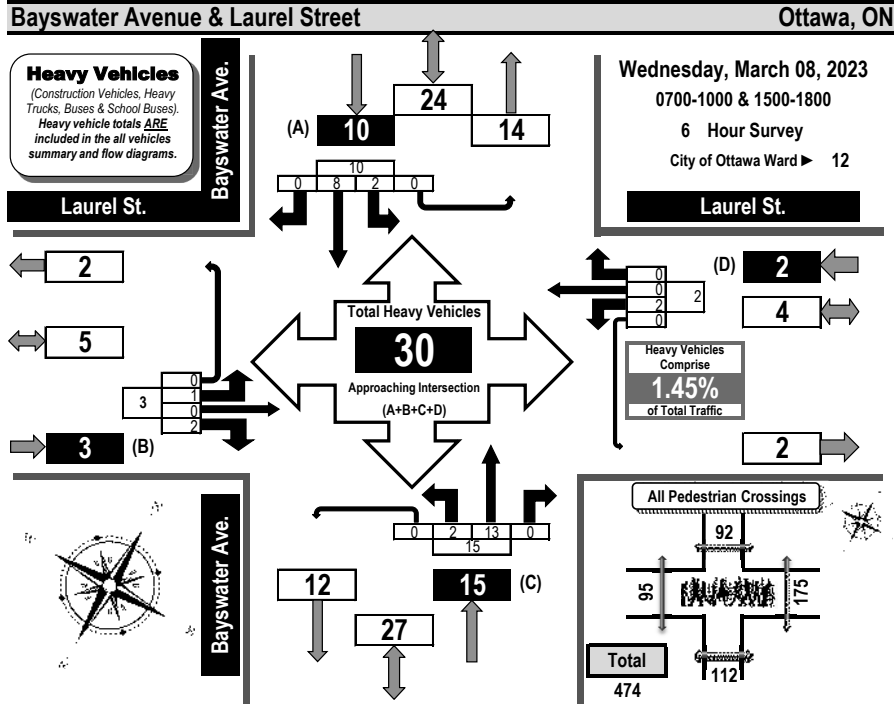 Bayswater Avenue & Laurel Street
Ottawa, ON
Heavy Vehicles
(Construction Vehicles, Heavy
Trucks, Buses & School Buses).
Heavy vehicle totals ARE
included in the all vehicles
summary and flow diagrams.
Bayswater Ave.
Laurel St.
(A)
10
24
14
10
0
8
2
0
Wednesday, March 08, 2023
0700-1000 & 1500-1800
6 Hour Survey
City of Ottawa Ward ► 12
Laurel St.
2
5
3
0
1
0
2
3
(B)
Total Heavy Vehicles
30
Approaching Intersection
(A+B+C+D)
0
0
2
0
2
(D)
2
4
Heavy Vehicles
Comprise
1.45%
of Total Traffic
2
Bayswater Ave.
0
2
13
0
15
12
15
(C)
27
All Pedestrian Crossings
92
95
175
112
Total
474